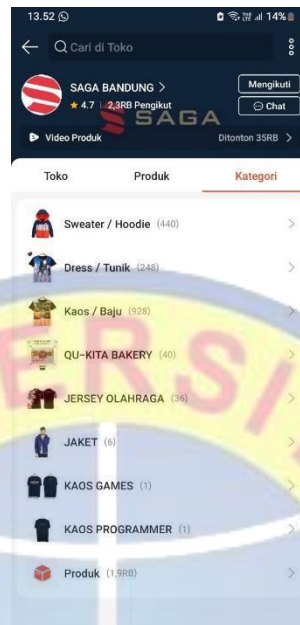 13.52
14%
Cari di Toko
SAGA BANDUNG >
4.7 2,3RB Pengikut
Mengikuti
Chat
SAGA
Video Produk
Ditonton 35RB >
Toko Produk Kategori
Sweater / Hoodie (440)
Dress / Tunik (248)
Kaos / Baju (928)
QU-KITA BAKERY (40)
JERSEY OLAHRAGA (36)
JAKET (6)
KAOS GAMES (1)
KAOS PROGRAMMER (1)
Produk (1,9RB)
ERSI